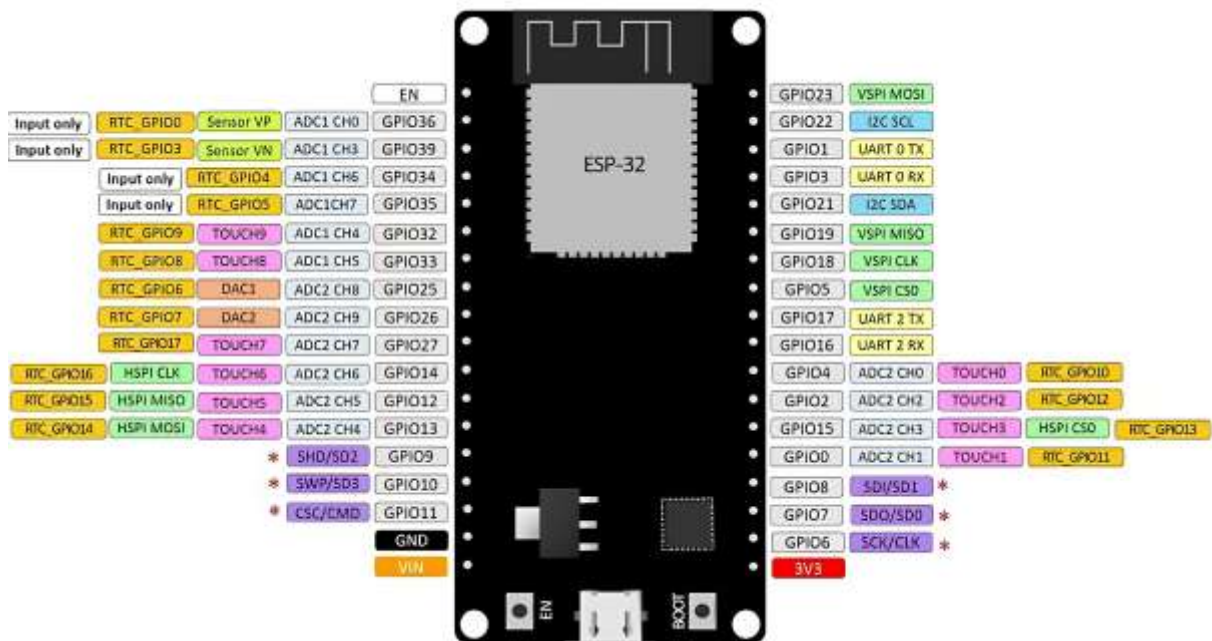 EN
Input only RTC_GPIO0 Sensor VP ADC1 CH0 GPIO36
Input only RTC_GPIO3 Sensor VN ADC1 CH3 GPIO39
Input only RTC_GPIO4 ADC1 CH6 GPIO34
Input only RTC_GPIO5 ADC1CH7 GPIO35
RTC_GPIO9 TOUCH9 ADC1 CH4 GPIO32
RTC_GPIO8 TOUCH8 ADC1 CH5 GPIO33
RTC_GPIO6 DAC1 ADC2 CH8 GPIO25
RTC_GPIO7 DAC2 ADC2 CH9 GPIO26
RTC_GPIO17 TOUCH7 ADC2 CH7 GPIO27
RTC_GPIO16 HSPI CLK TOUCH6 ADC2 CH6 GPIO14
RTC_GPIO15 HSPI MISO TOUCH5 ADC2 CH5 GPIO12
RTC_GPIO14 HSPI MOSI TOUCH4 ADC2 CH4 GPIO13
* SHD/SD2 GPIO9
* SWP/SD3 GPIO10
* CSC/CMD GPIO11
GND
VIN
ESP-32
EN
BOOT
GPIO23 VSPI MOSI
GPIO22 I2C SCL
GPIO1 UART 0 TX
GPIO3 UART 0 RX
GPIO21 I2C SDA
GPIO19 VSPI MISO
GPIO18 VSPI CLK
GPIO5 VSPI CS0
GPIO17 UART 2 TX
GPIO16 UART 2 RX
GPIO4 ADC2 CH0 TOUCH0 RTC_GPIO10
GPIO2 ADC2 CH2 TOUCH2 RTC_GPIO12
GPIO15 ADC2 CH3 TOUCH3 HSPI CS0 RTC_GPIO13
GPIO0 ADC2 CH1 TOUCH1 RTC_GPIO11
GPIO8 SDI/SD1 *
GPIO7 SDO/SD0 *
GPIO6 SCK/CLK *
3V3